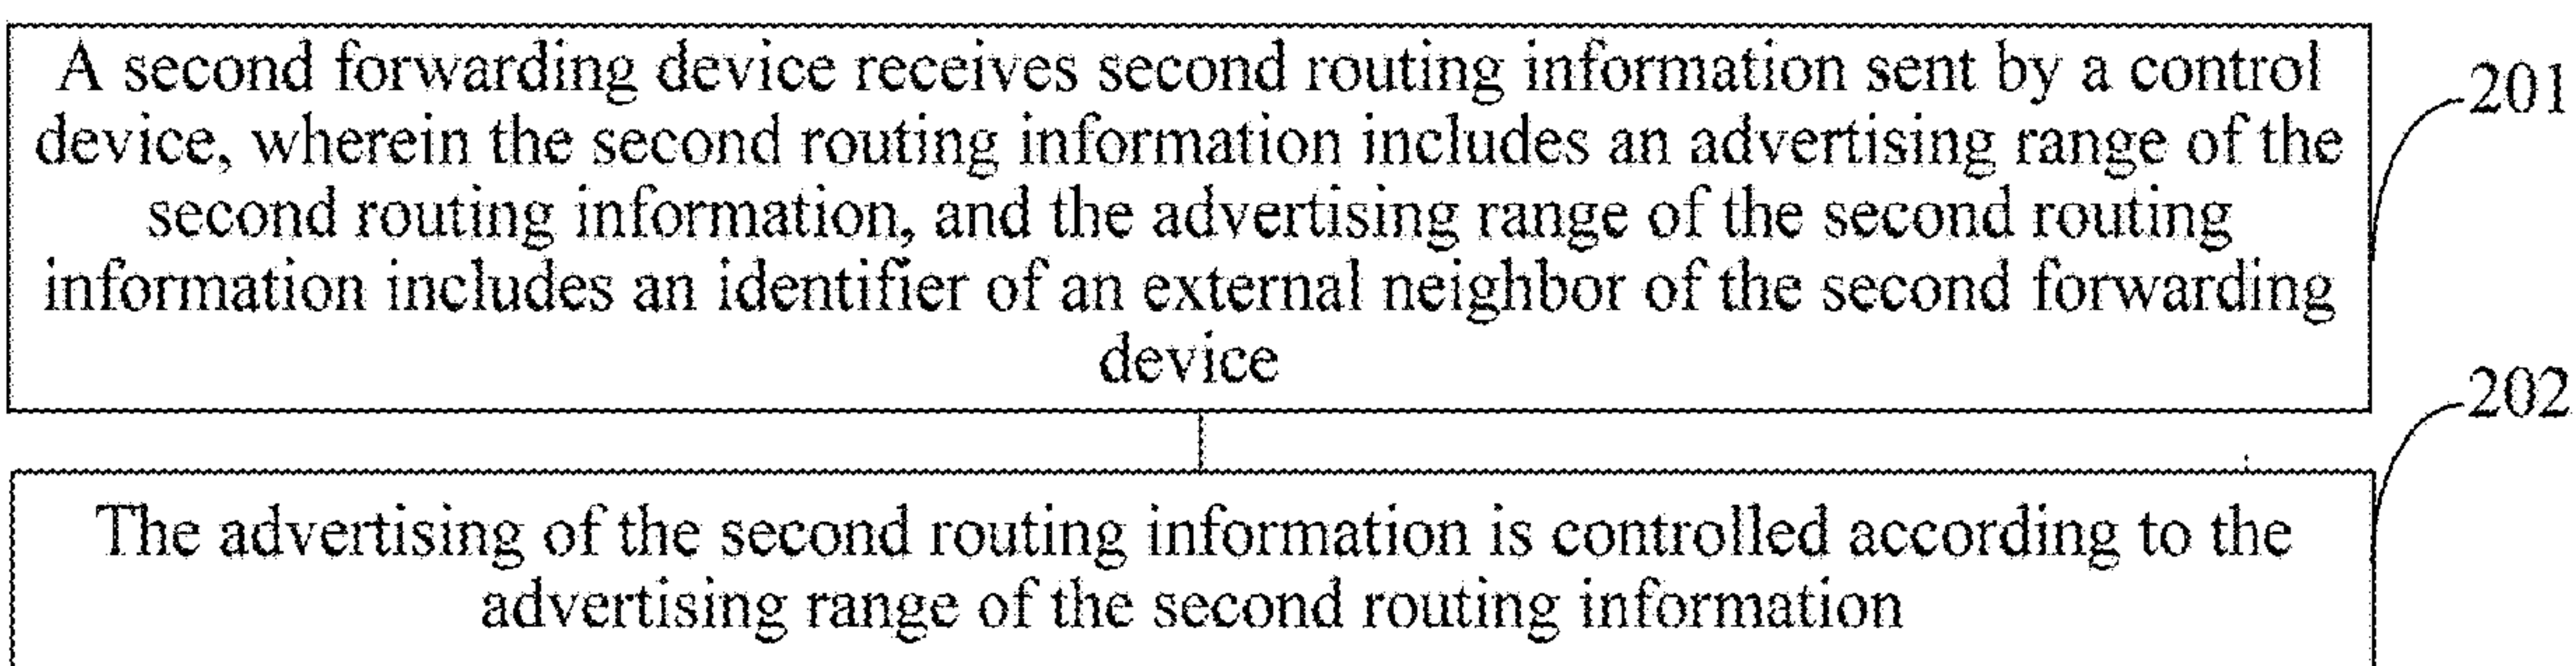 A second forwarding device receives second routing information sent by a control
device, wherein the second routing information includes an advertising range of the
second routing information, and the advertising range of the second routing
information includes an identifier of an external neighbor of the second forwarding
device
201
202
The advertising of the second routing information is controlled according to the
advertising range of the second routing information